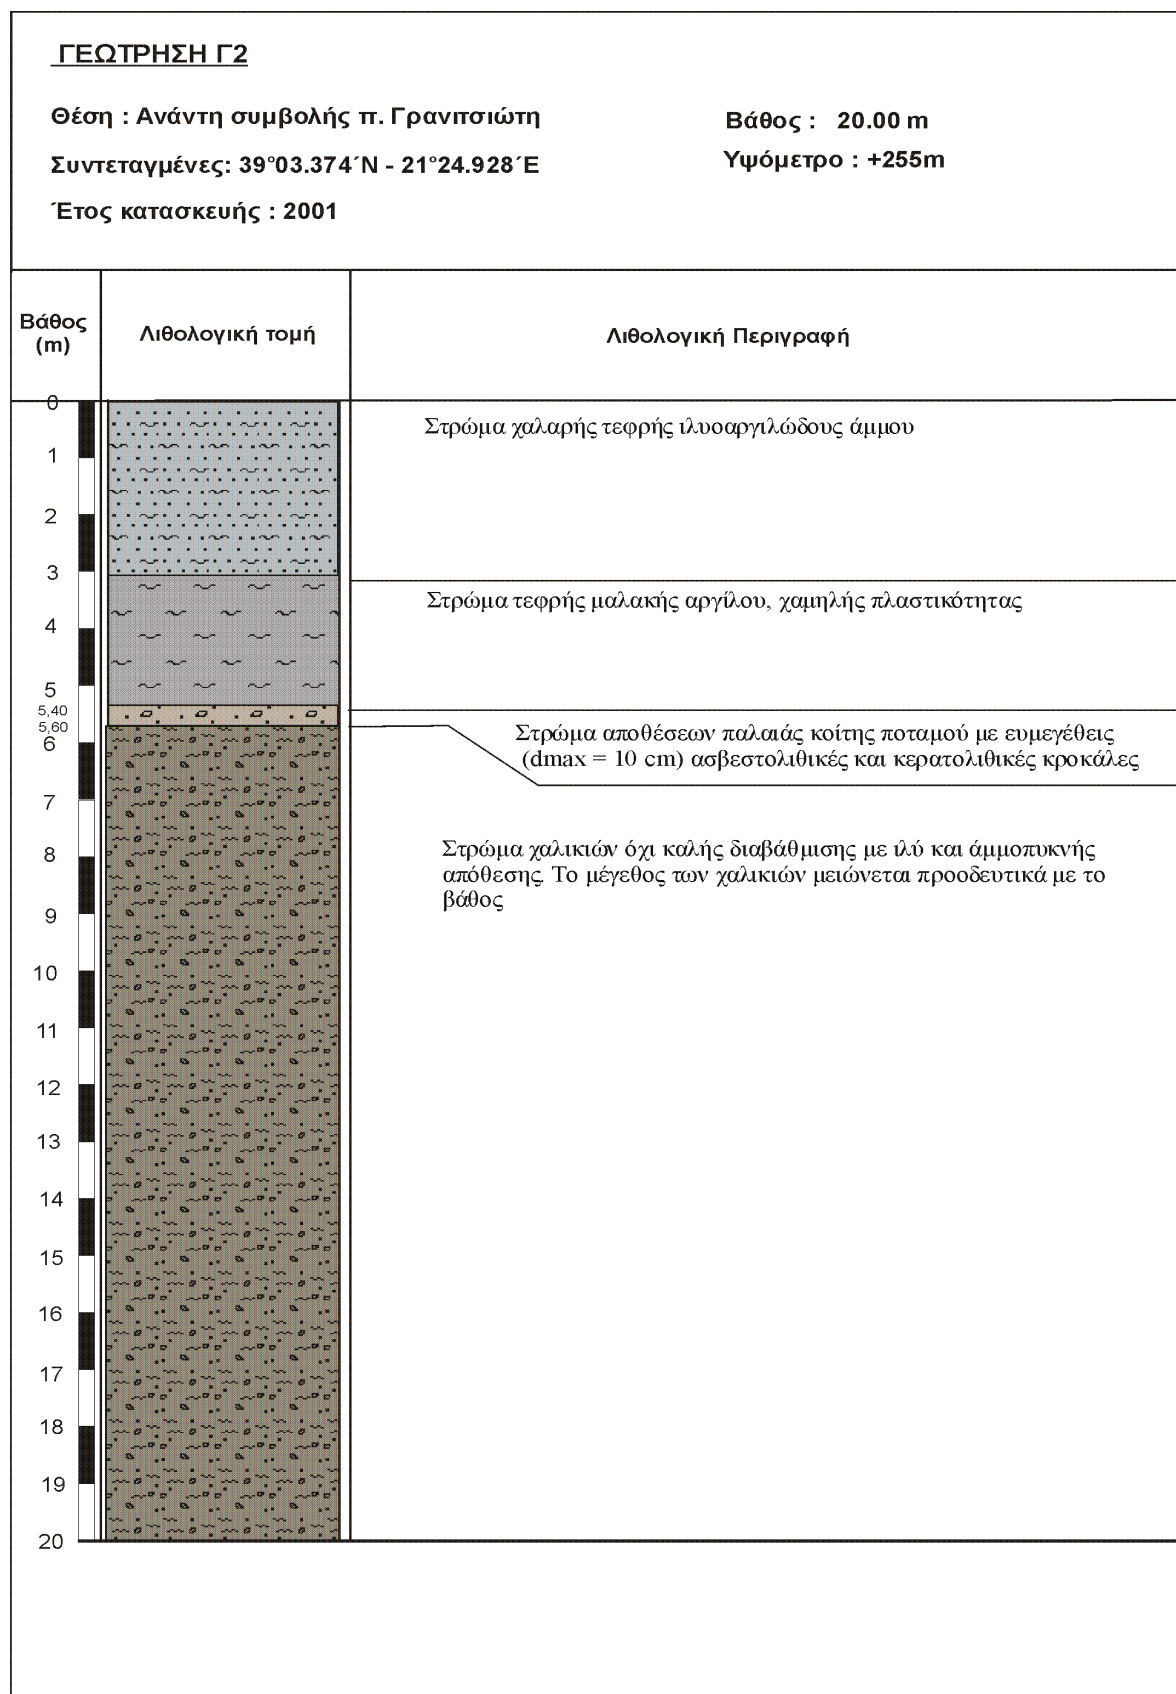 ΓΕΩΤΡΗΣΗ Γ2
Θέση : Ανάντη συμβολής π. Γρανιτσιώτη
Βάθος : 20.00 m
Συντεταγμένες: 39°03.374΄N - 21°24.928΄E
Υψόμετρο : +255m
Έτος κατασκευής : 2001
Βάθος
(m)
Λιθολογική τομή
Λιθολογική Περιγραφή
0
Στρώμα χαλαρής τεφρής ιλυοαργιλώδους άμμου
1
2
3
Στρώμα τεφρής μαλακής αργίλου, χαμηλής πλαστικότητας
4
5
5,40
5,60
Στρώμα αποθέσεων παλαιάς κοίτης ποταμού με ευμεγέθεις
(dmax = 10 cm) ασβεστολιθικές και κερατολιθικές κροκάλες
6
7
8
Στρώμα χαλικιών όχι καλής διαβάθμισης με ιλύ και άμμοπυκνής
απόθεσης. Το μέγεθος των χαλικιών μειώνεται προοδευτικά με το
βάθος
9
10
11
12
13
14
15
16
17
18
19
20